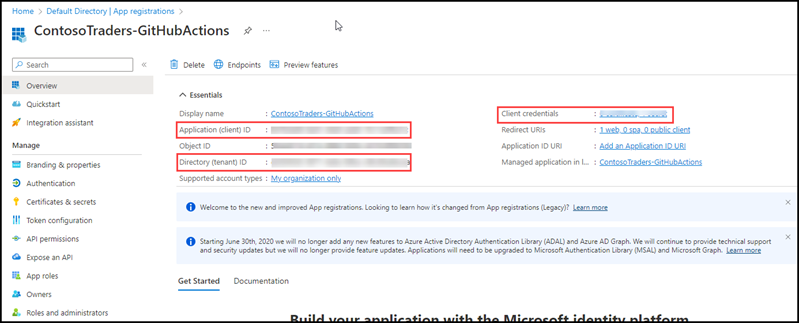 Home > Default Directory | App registrations >
ContosoTraders-GitHubActions
Search
Overview
Quickstart
Integration assistant
Manage
Branding & properties
Authentication
Certificates & secrets
Token configuration
API permissions
Expose an API
App roles
Owners
Roles and administrators
Delete Endpoints Preview features
Essentials
Display name : ContosoTraders-GitHubActions
Application (client) ID :
Object ID : 5
Directory (tenant) ID :
Supported account types : My organization only
Client credentials :
Redirect URIs : 1 web, 0 spa, 0 public client
Application ID URI : Add an Application ID URI
Managed application in l... : ContosoTraders-GitHubActions
Welcome to the new and improved App registrations. Looking to learn how it's changed from App registrations (Legacy)? Learn more
Starting June 30th, 2020 we will no longer add any new features to Azure Active Directory Authentication Library (ADAL) and Azure AD Graph. We will continue to provide technical support
and security updates but we will no longer provide feature updates. Applications will need to be upgraded to Microsoft Authentication Library (MSAL) and Microsoft Graph. Learn more
Get Started Documentation
Build your application with the Microsoft identity platform